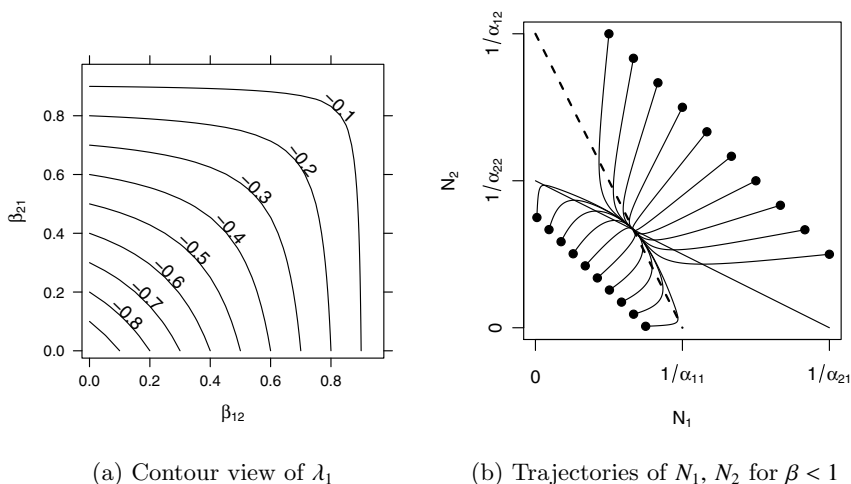 0.8
0.6
0.4
0.2
0.0
β21
−0.1
−0.2
−0.3
−0.4
−0.5
−0.6
−0.7
−0.8
0.0 0.2 0.4 0.6 0.8
β12
(a) Contour view of λ1
1/α12
1/α22
0
N2
0 1/α11 1/α21
N1
(b) Trajectories of N1, N2 for β < 1